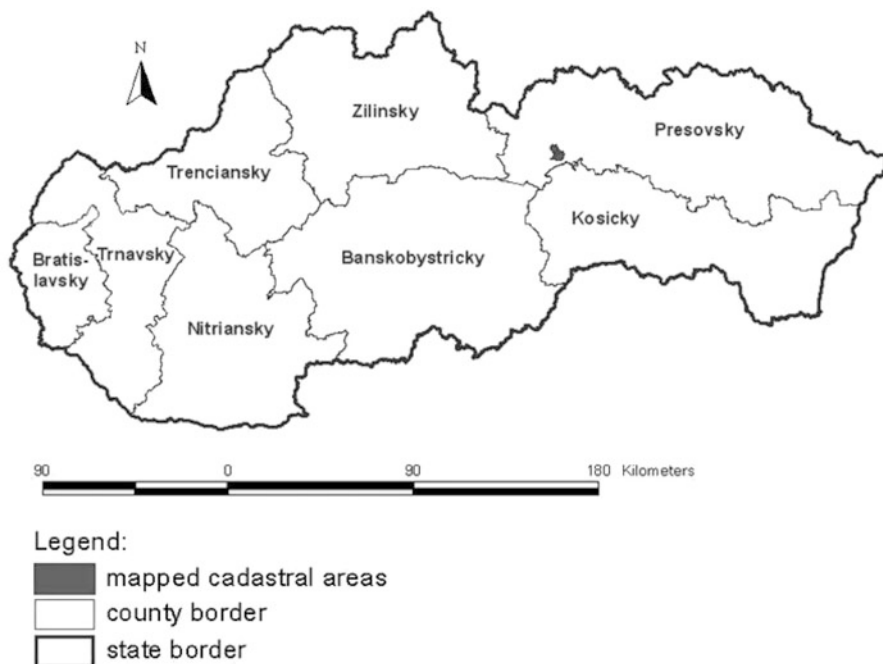 N
Zilinsky
Presovsky
Trenciansky
Kosicky
Bratis-
lavsky
Trnavsky
Banskobystricky
Nitriansky
90 0 90 180 Kilometers
Legend:
mapped cadastral areas
county border
state border